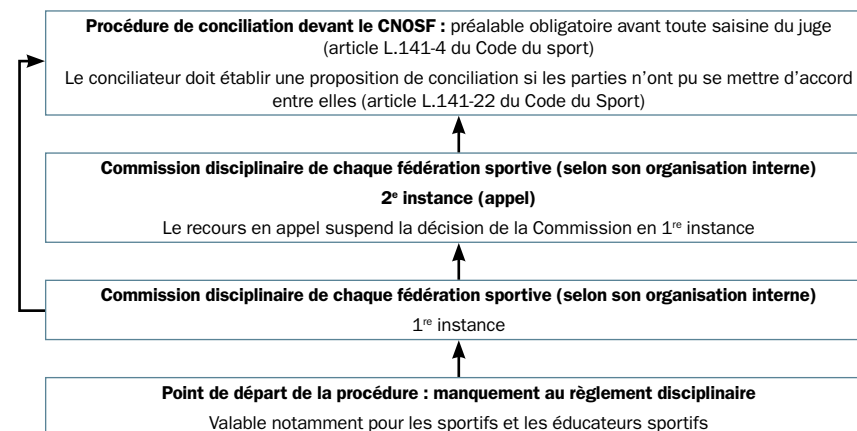 Procédure de conciliation devant le CNOSF : préalable obligatoire avant toute saisine du juge
(article L.141-4 du Code du sport)
Le conciliateur doit établir une proposition de conciliation si les parties n'ont pu se mettre d'accord
entre elles (article L.141-22 du Code du Sport)
Commission disciplinaire de chaque fédération sportive (selon son organisation interne)
2e instance (appel)
Le recours en appel suspend la décision de la Commission en 1re instance
Commission disciplinaire de chaque fédération sportive (selon son organisation interne)
1re instance
Point de départ de la procédure : manquement au règlement disciplinaire
Valable notamment pour les sportifs et les éducateurs sportifs